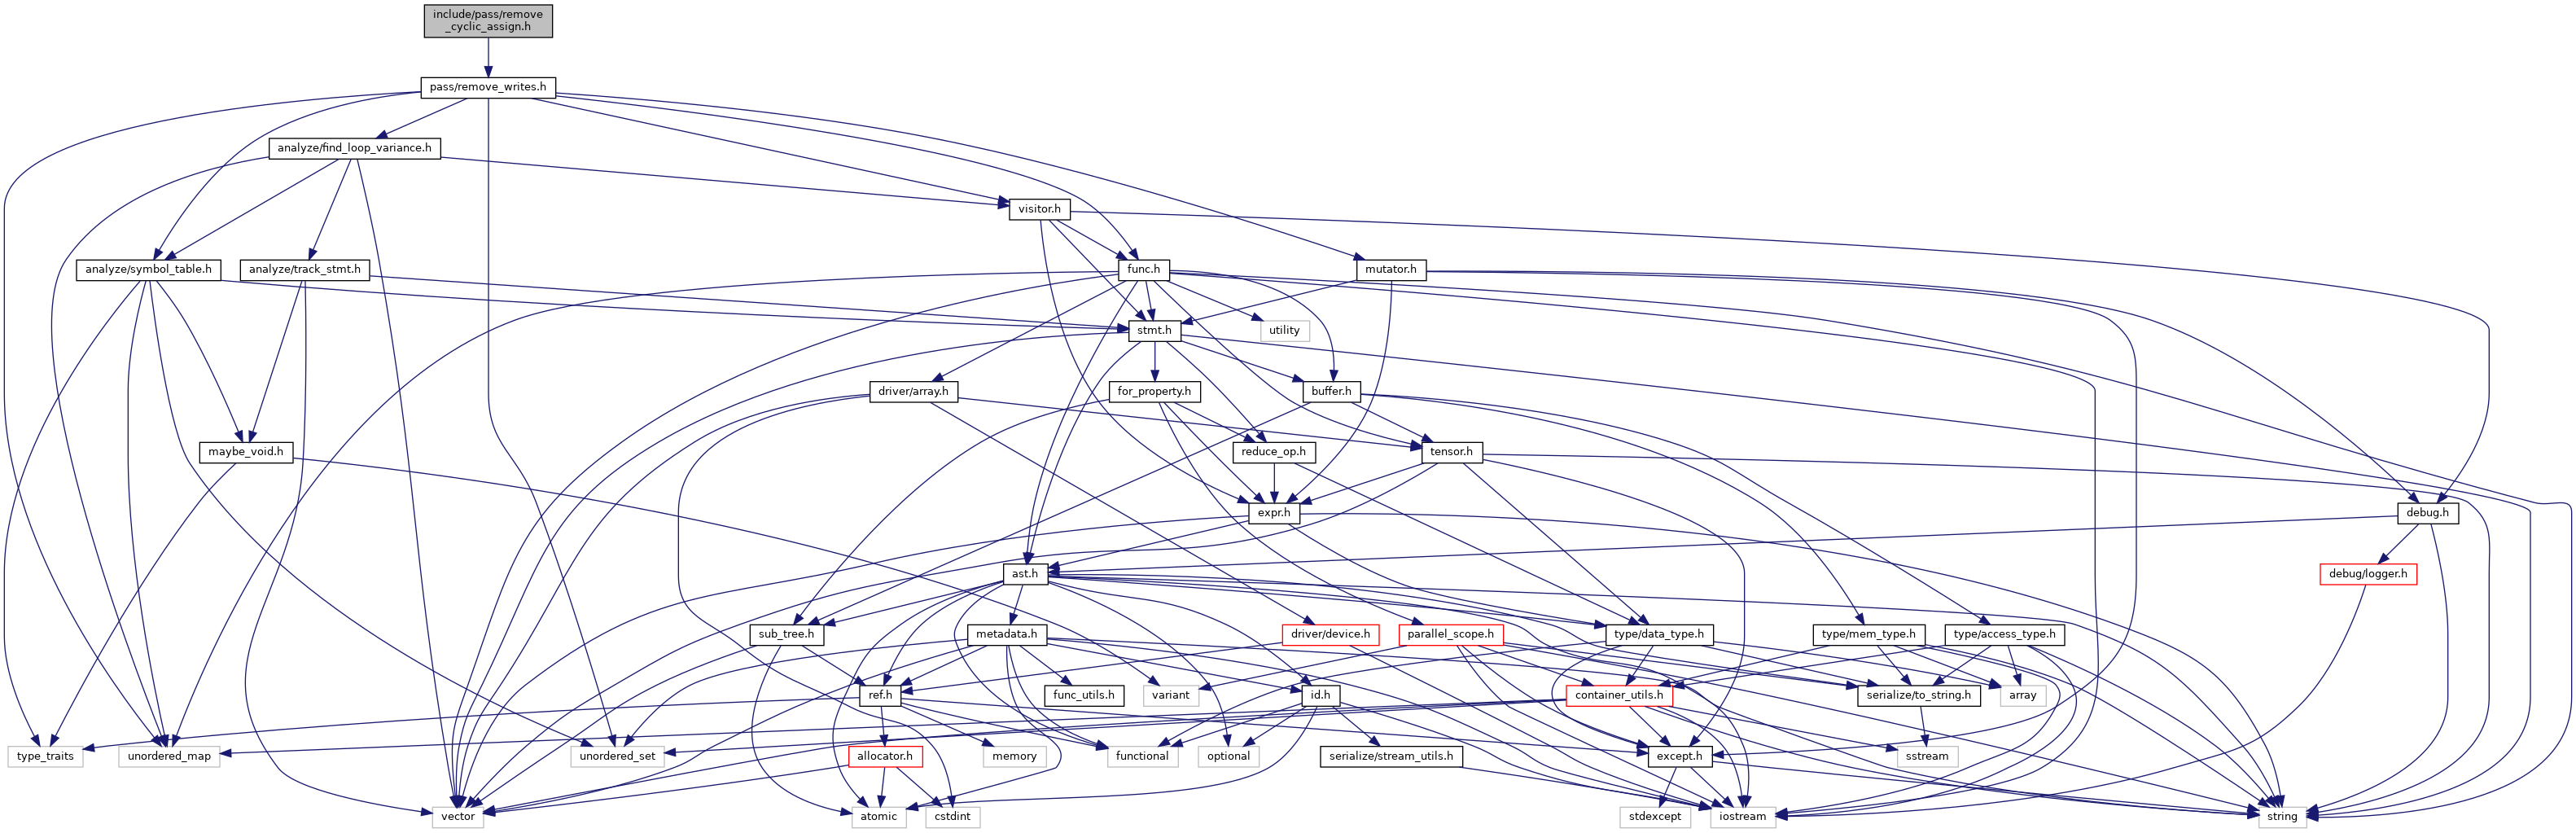 include/pass/remove
_cyclic_assign.h
pass/remove_writes.h
analyze/find_loop_variance.h
visitor.h
analyze/symbol_table.h
analyze/track_stmt.h
func.h
mutator.h
stmt.h
utility
driver/array.h
for_property.h
buffer.h
maybe_void.h
reduce_op.h
tensor.h
expr.h
debug.h
ast.h
debug/logger.h
sub_tree.h
metadata.h
driver/device.h
parallel_scope.h
type/data_type.h
type/mem_type.h
type/access_type.h
ref.h
func_utils.h
variant
id.h
container_utils.h
serialize/to_string.h
array
type_traits
unordered_map
unordered_set
allocator.h
memory
functional
optional
serialize/stream_utils.h
except.h
sstream
vector
atomic
cstdint
stdexcept
iostream
string